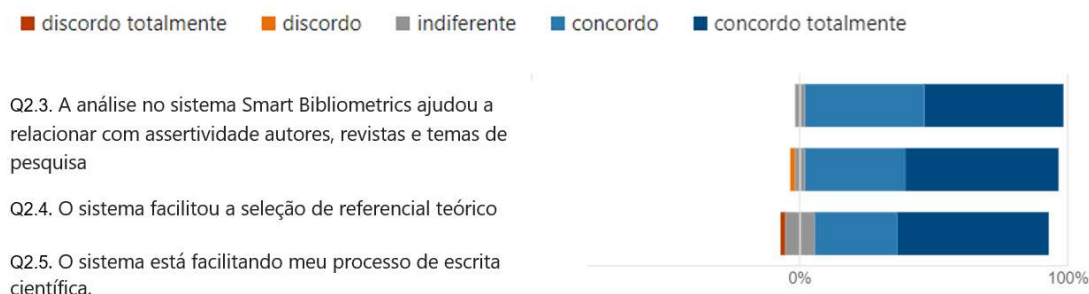 discordo totalmente discordo indiferente concordo concordo totalmente
Q2.3. A análise no sistema Smart Bibliometrics ajudou a
relacionar com assertividade autores, revistas e temas de
pesquisa
Q2.4. O sistema facilitou a seleção de referencial teórico
Q2.5. O sistema está facilitando meu processo de escrita
científica.
0% 100%